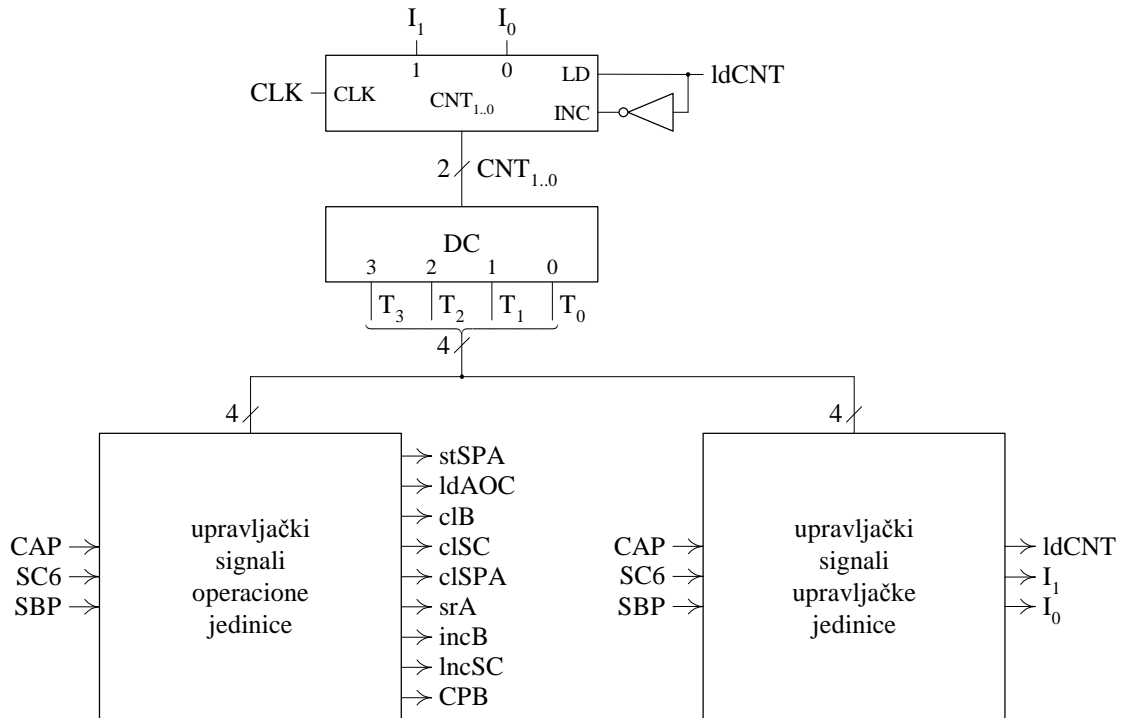 I₁ I₀
1 0
LD ldCNT
CLK CLK CNT₁..₀
INC
2 CNT₁..₀
DC
3 2 1 0
T₃ T₂ T₁ T₀
4
4 4
stSPA
ldAOC
clB
clSC
clSPA
srA
incB
lncSC
CPB
CAP
SC6
SBP
upravljački
signali
operacione
jedinice
CAP
SC6
SBP
upravljački
signali
upravljačke
jedinice
ldCNT
I₁
I₀